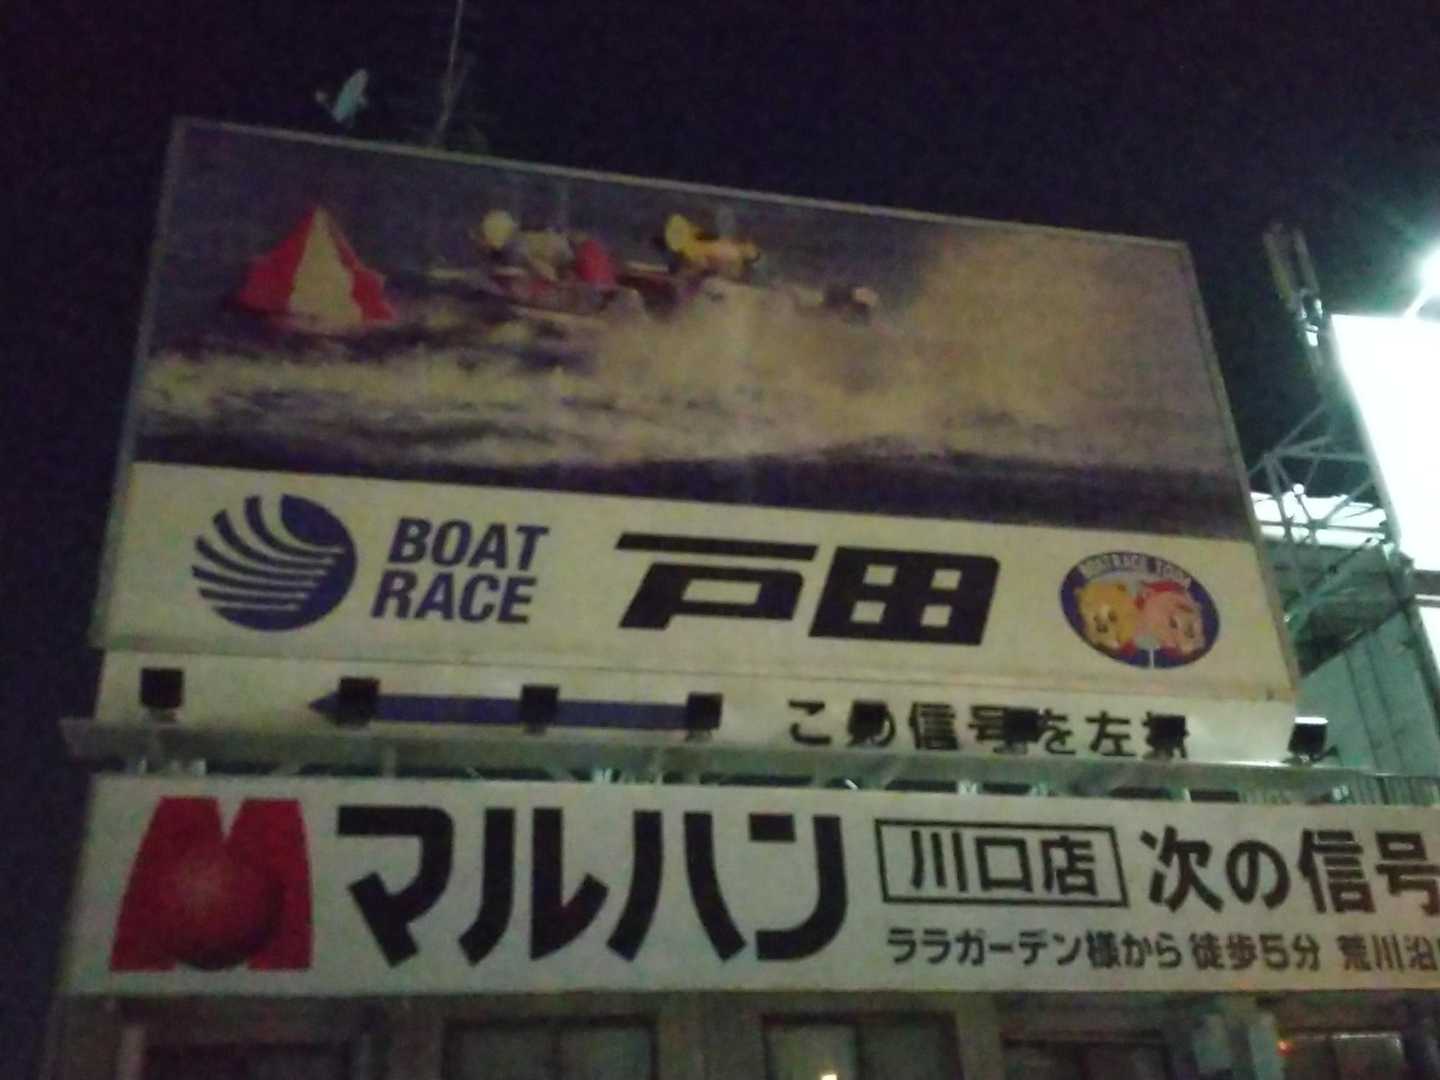 BOAT
RACE
戸田
BOATRACE TODA
この信号を左折
マルハン
川口店
次の信号
ララガーデン様から徒歩5分 荒川沿